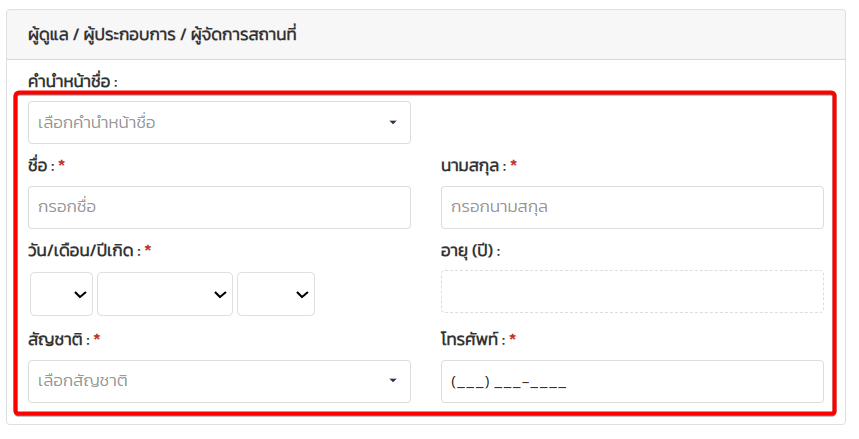 ผู้ดูแล / ผู้ประกอบการ / ผู้จัดการสถานที่
คำนำหน้าชื่อ :
เลือกคำนำหน้าชื่อ
ชื่อ : * นามสกุล : *
กรอกชื่อ กรอกนามสกุล
วัน/เดือน/ปีเกิด : * อายุ (ปี) :
สัญชาติ : * โทรศัพท์ : *
เลือกสัญชาติ (___) ___-____